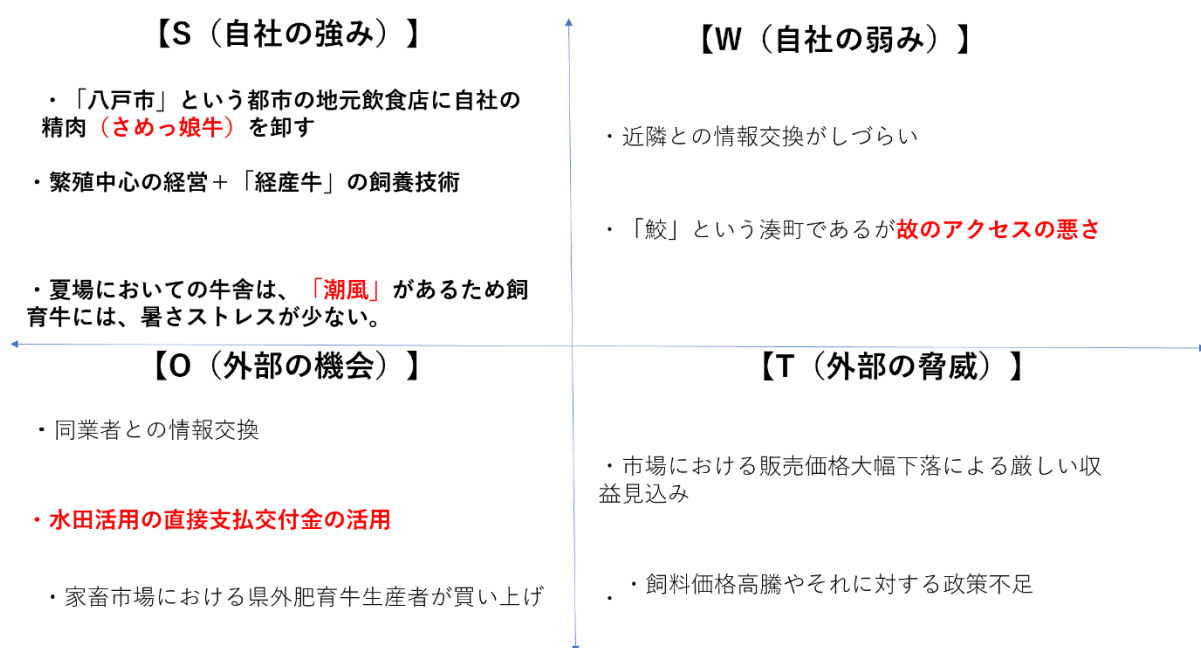 【S（自社の強み）】
・「八戸市」という都市の地元飲食店に自社の
精肉（さめっ娘牛）を卸す
・繁殖中心の経営＋「経産牛」の飼養技術
・夏場においての牛舎は、「潮風」があるため飼
育牛には、暑さストレスが少ない。
【W（自社の弱み）】
・近隣との情報交換がしづらい
・「鮫」という湊町であるが故のアクセスの悪さ
【O（外部の機会）】
・同業者との情報交換
・水田活用の直接支払交付金の活用
・家畜市場における県外肥育牛生産者が買い上げ
【T（外部の脅威）】
・市場における販売価格大幅下落による厳しい収
益見込み
・飼料価格高騰やそれに対する政策不足
・